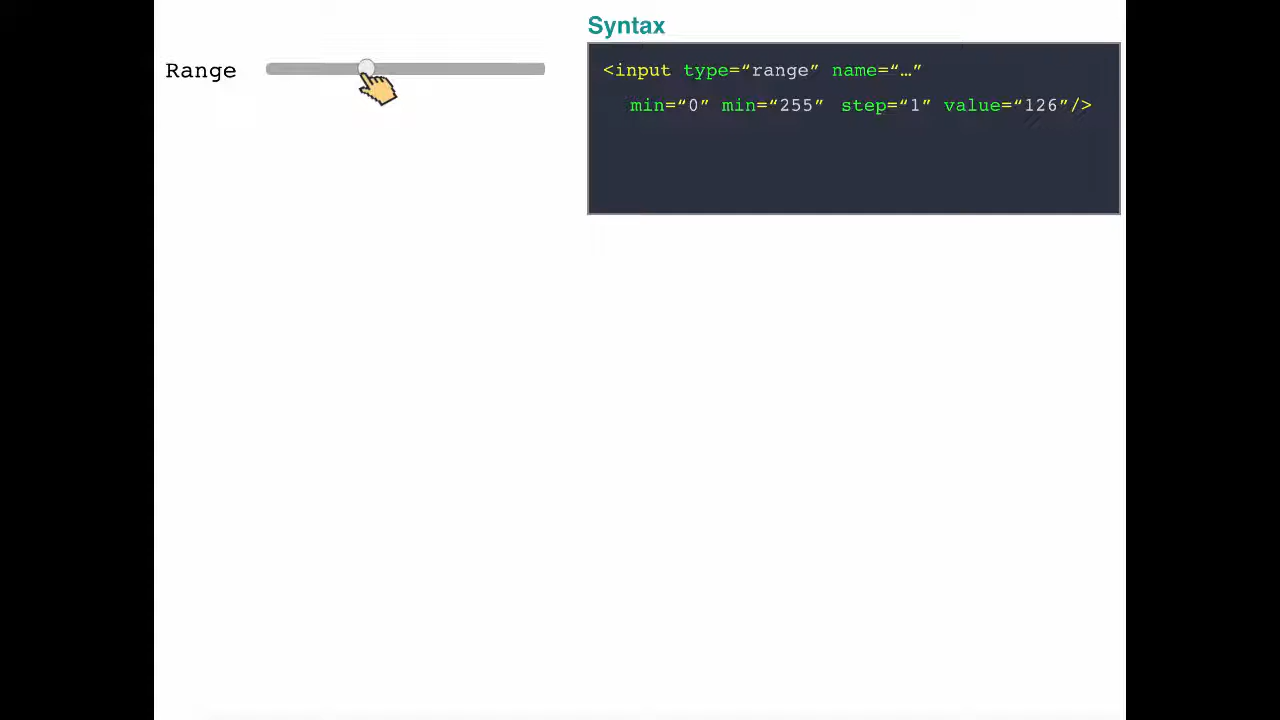 Syntax
Range
<input type=“range” name=“…”
min=“0” min=“255” step=“1” value=“126”/>